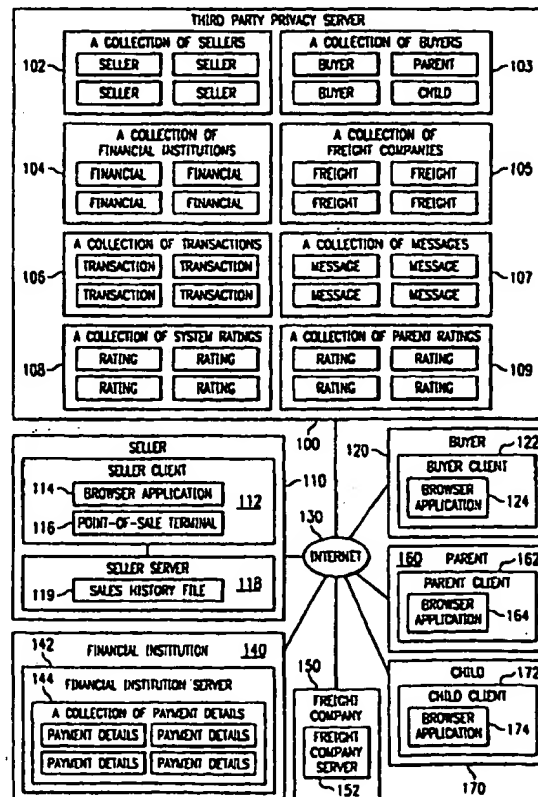 THIRD PARTY PRIVACY SERVER
A COLLECTION OF SELLERS
SELLER SELLER
SELLER SELLER
102
A COLLECTION OF BUYERS
BUYER PARENT
BUYER CHILD
103
A COLLECTION OF
FINANCIAL INSTITUTIONS
FINANCIAL FINANCIAL
FINANCIAL FINANCIAL
104
A COLLECTION OF
FREIGHT COMPANIES
FREIGHT FREIGHT
FREIGHT FREIGHT
105
A COLLECTION OF TRANSACTIONS
TRANSACTION TRANSACTION
TRANSACTION TRANSACTION
106
A COLLECTION OF MESSAGES
MESSAGE MESSAGE
MESSAGE MESSAGE
107
A COLLECTION OF SYSTEM RATINGS
RATING RATING
RATING RATING
108
A COLLECTION OF PARENT RATINGS
RATING RATING
RATING RATING
109
100
SELLER
110
SELLER CLIENT
112
114 BROWSER APPLICATION
116 POINT-OF-SALE TERMINAL
SELLER SERVER
118
119 SALES HISTORY FILE
130
INTERNET
120
BUYER
122
BUYER CLIENT
BROWSER
APPLICATION
124
160 PARENT
162
PARENT CLIENT
BROWSER
APPLICATION
164
CHILD
172
CHILD CLIENT
BROWSER
APPLICATION
174
170
FINANCIAL INSTITUTION 140
142
FINANCIAL INSTITUTION SERVER
144
A COLLECTION OF PAYMENT DETAILS
PAYMENT DETAILS PAYMENT DETAILS
PAYMENT DETAILS PAYMENT DETAILS
150
FREIGHT
COMPANY
FREIGHT
COMPANY
SERVER
152